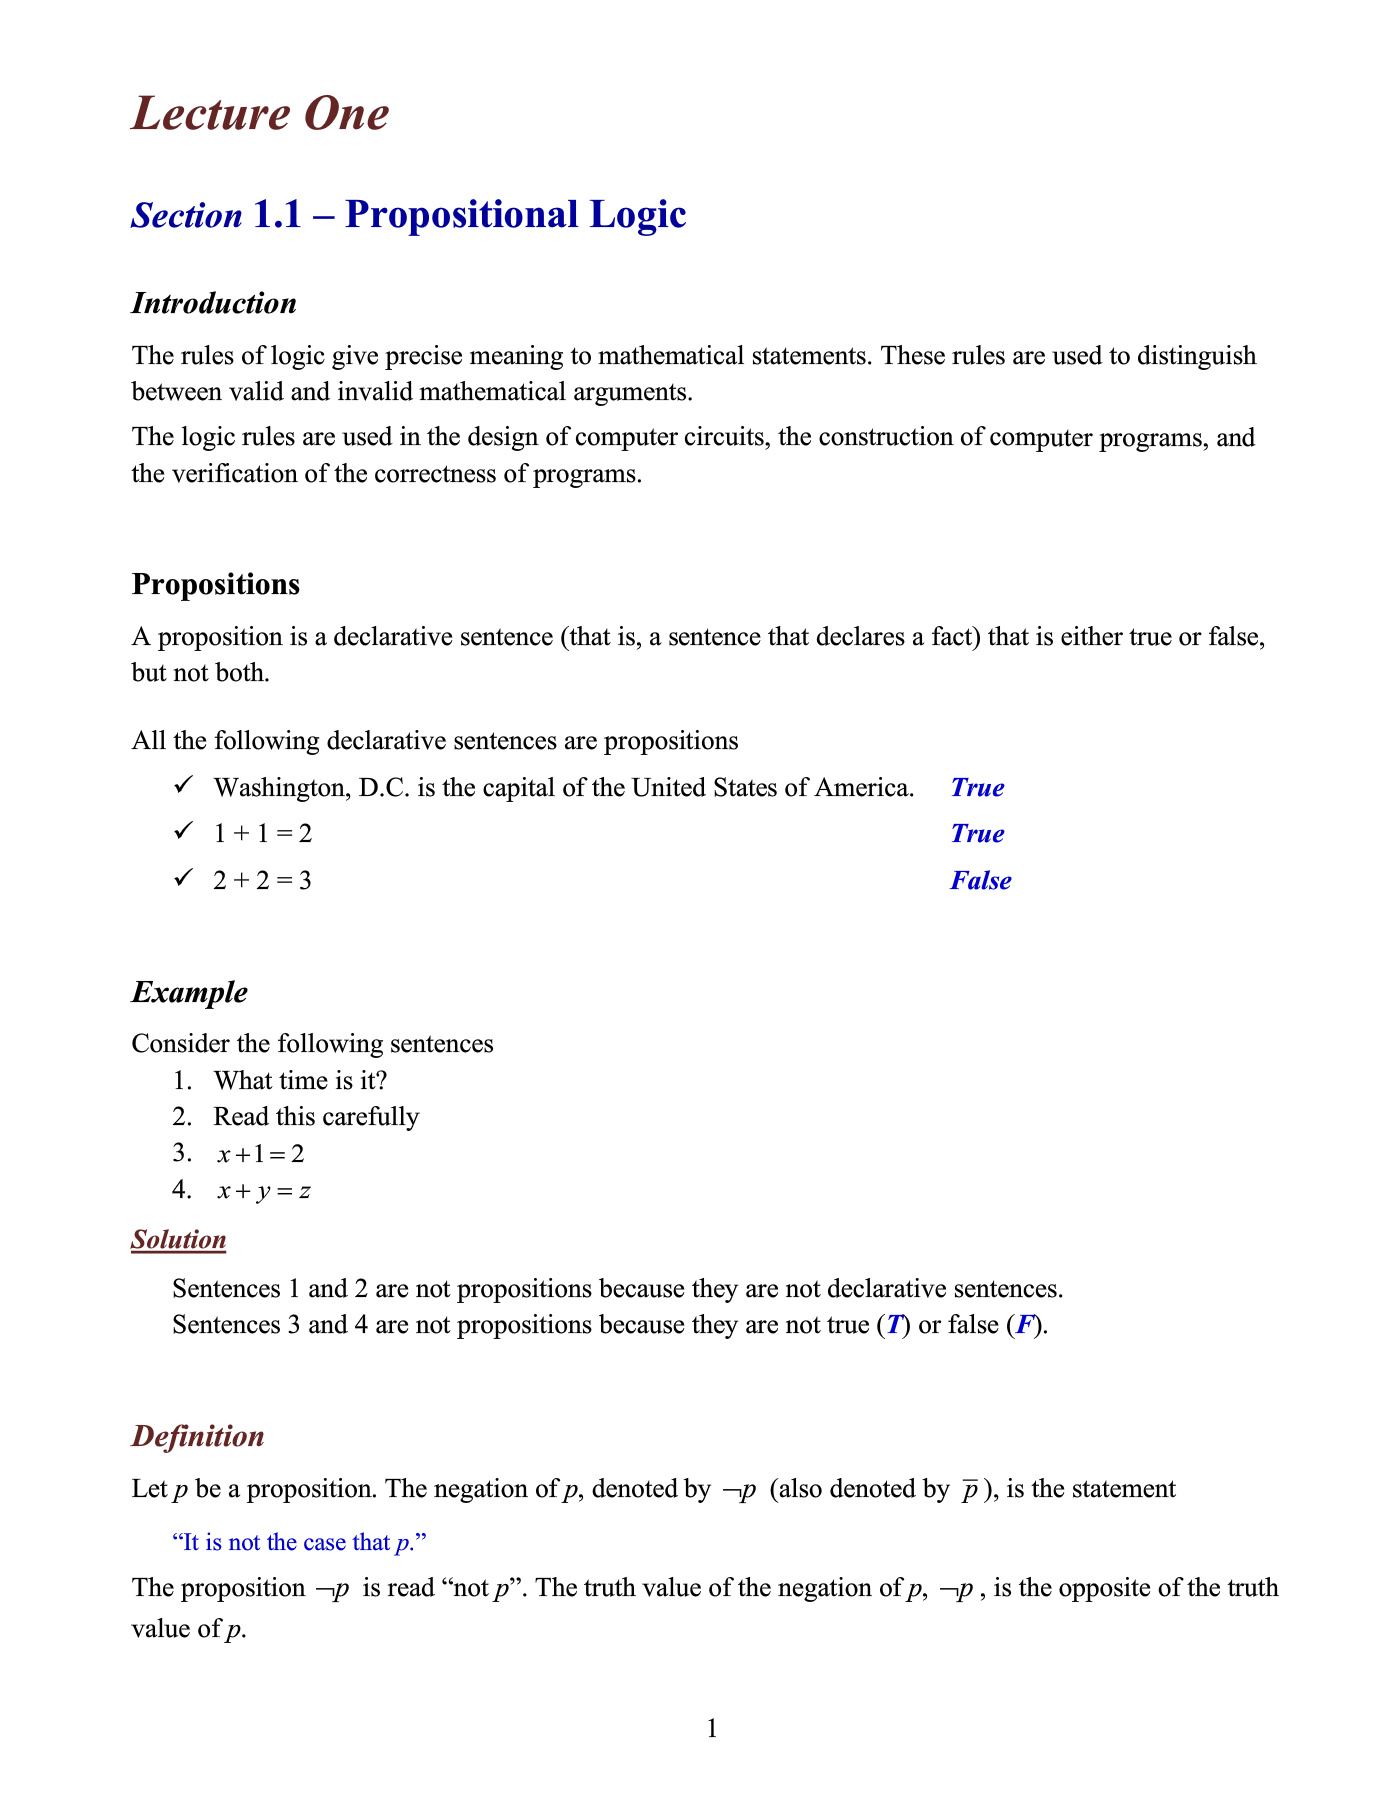 Lecture One
Section 1.1 – Propositional Logic
Introduction
The rules of logic give precise meaning to mathematical statements. These rules are used to distinguish
between valid and invalid mathematical arguments.
The logic rules are used in the design of computer circuits, the construction of computer programs, and
the verification of the correctness of programs.
Propositions
A proposition is a declarative sentence (that is, a sentence that declares a fact) that is either true or false,
but not both.
All the following declarative sentences are propositions
✓ Washington, D.C. is the capital of the United States of America. True
✓ 1 + 1 = 2 True
✓ 2 + 2 = 3 False
Example
Consider the following sentences
1. What time is it?
2. Read this carefully
3. x + 1 = 2
4. x + y = z
Solution
Sentences 1 and 2 are not propositions because they are not declarative sentences.
Sentences 3 and 4 are not propositions because they are not true (T) or false (F).
Definition
Let p be a proposition. The negation of p, denoted by ¬p (also denoted by p̅ ), is the statement
“It is not the case that p.”
The proposition ¬p is read “not p”. The truth value of the negation of p, ¬p , is the opposite of the truth
value of p.
1